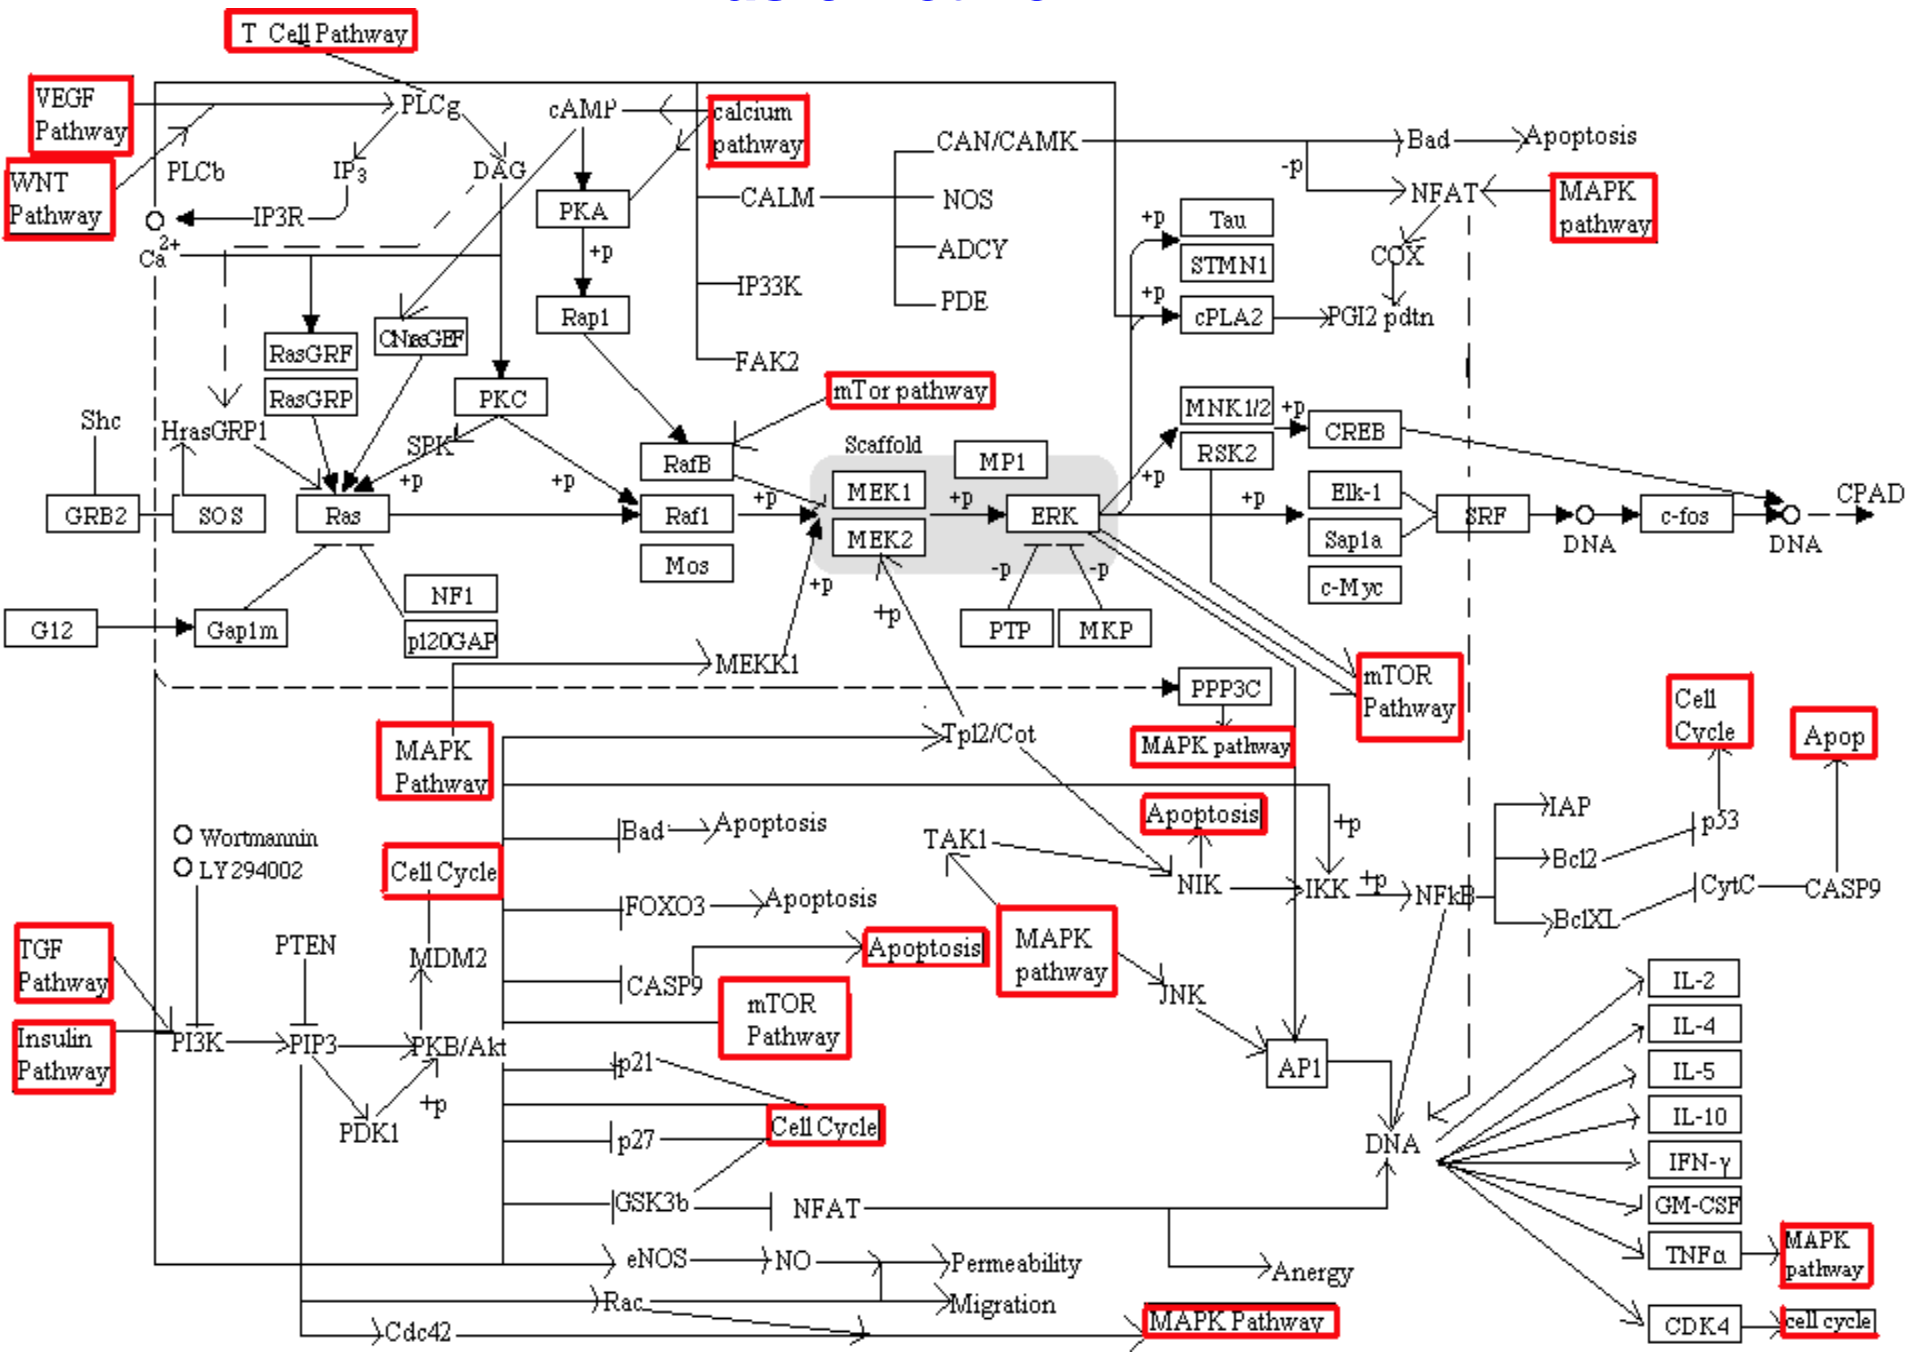 T Cell Pathway
VEGF
Pathway
PLCg
cAMP
calcium
pathway
CAN/CAMK
Bad
Apoptosis
WNT
Pathway
PLCb
IP3
DAG
-p
PKA
CALM
NOS
NFAT
MAPK
pathway
IP3R
+p
Tau
Ca2+
+p
ADCY
STMN1
COX
IP33K
PDE
+p
Rap1
cPLA2
PGI2 pdtn
RasGRF
CNrasGEF
FAK2
RasGRP
PKC
mTor pathway
MNK1/2
+p
CREB
Shc
HrasGRP1
SPK
Scaffold
RafB
MP1
RSK2
+p
+p
+p
MEK1
+p
+p
+p
Elk-1
CPAD
GRB2
SOS
Ras
Raf1
ERK
SRF
c-fos
MEK2
Sap1a
DNA
DNA
Mos
+p
-p
-p
c-Myc
NF1
+p
G12
Gap1m
p120GAP
PTP
MKP
MEKK1
PPP3C
mTOR
Pathway
Cell
Cycle
Apop
MAPK
Pathway
Tpl2/Cot
MAPK pathway
Wortmannin
LY294002
Bad
Apoptosis
TAK1
Apoptosis
+p
IAP
p53
Cell Cycle
NIK
IKK
+p
NFkB
Bcl2
CytC
CASP9
FOXO3
Apoptosis
BclXL
TGF
Pathway
PTEN
MDM2
Apoptosis
MAPK
pathway
CASP9
mTOR
Pathway
JNK
IL-2
Insulin
Pathway
PI3K
PIP3
PKB/Akt
IL-4
p21
AP1
IL-5
+p
PDK1
Cell Cycle
IL-10
p27
DNA
IFN-γ
GSK3b
NFAT
GM-CSF
eNOS
NO
Permeability
Anergy
TNFα
MAPK
pathway
Rac
Migration
Cdc42
MAPK Pathway
CDK4
cell cycle